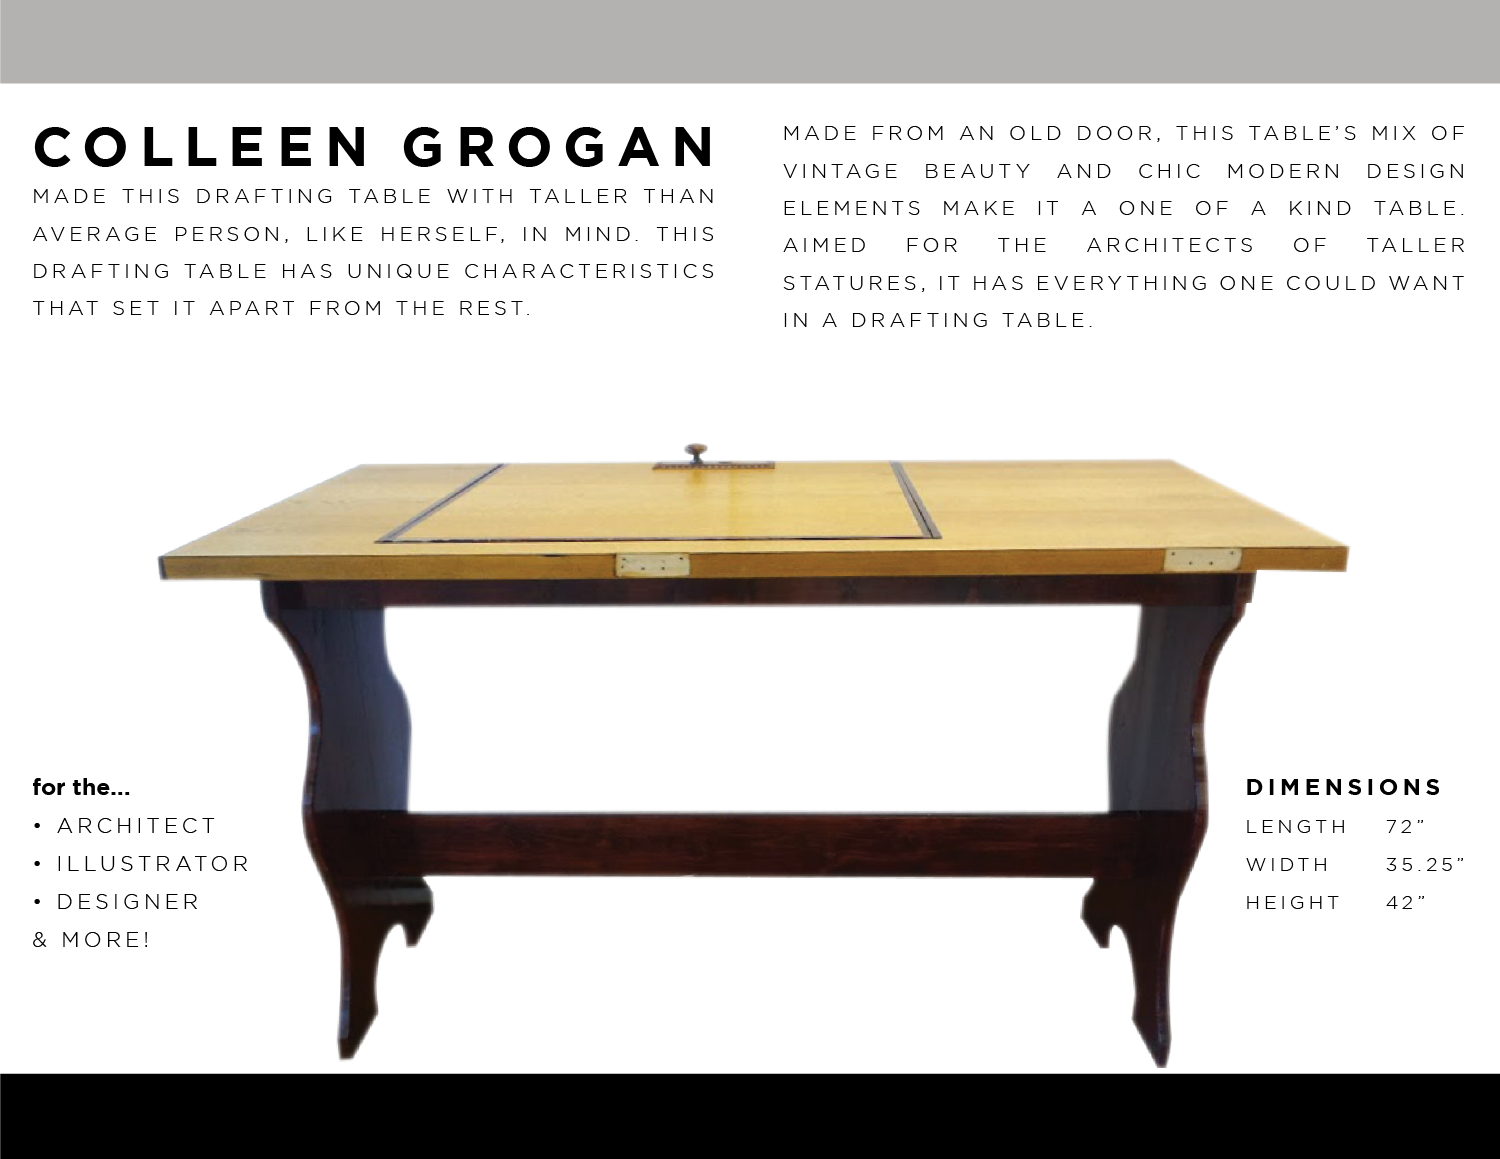 COLLEEN GROGAN
MADE THIS DRAFTING TABLE WITH TALLER THAN
AVERAGE PERSON, LIKE HERSELF, IN MIND. THIS
DRAFTING TABLE HAS UNIQUE CHARACTERISTICS
THAT SET IT APART FROM THE REST.
MADE FROM AN OLD DOOR, THIS TABLE’S MIX OF
VINTAGE BEAUTY AND CHIC MODERN DESIGN
ELEMENTS MAKE IT A ONE OF A KIND TABLE.
AIMED FOR THE ARCHITECTS OF TALLER
STATURES, IT HAS EVERYTHING ONE COULD WANT
IN A DRAFTING TABLE.
for the...
• ARCHITECT
• ILLUSTRATOR
• DESIGNER
& MORE!
DIMENSIONS
LENGTH 72”
WIDTH 35.25”
HEIGHT 42”